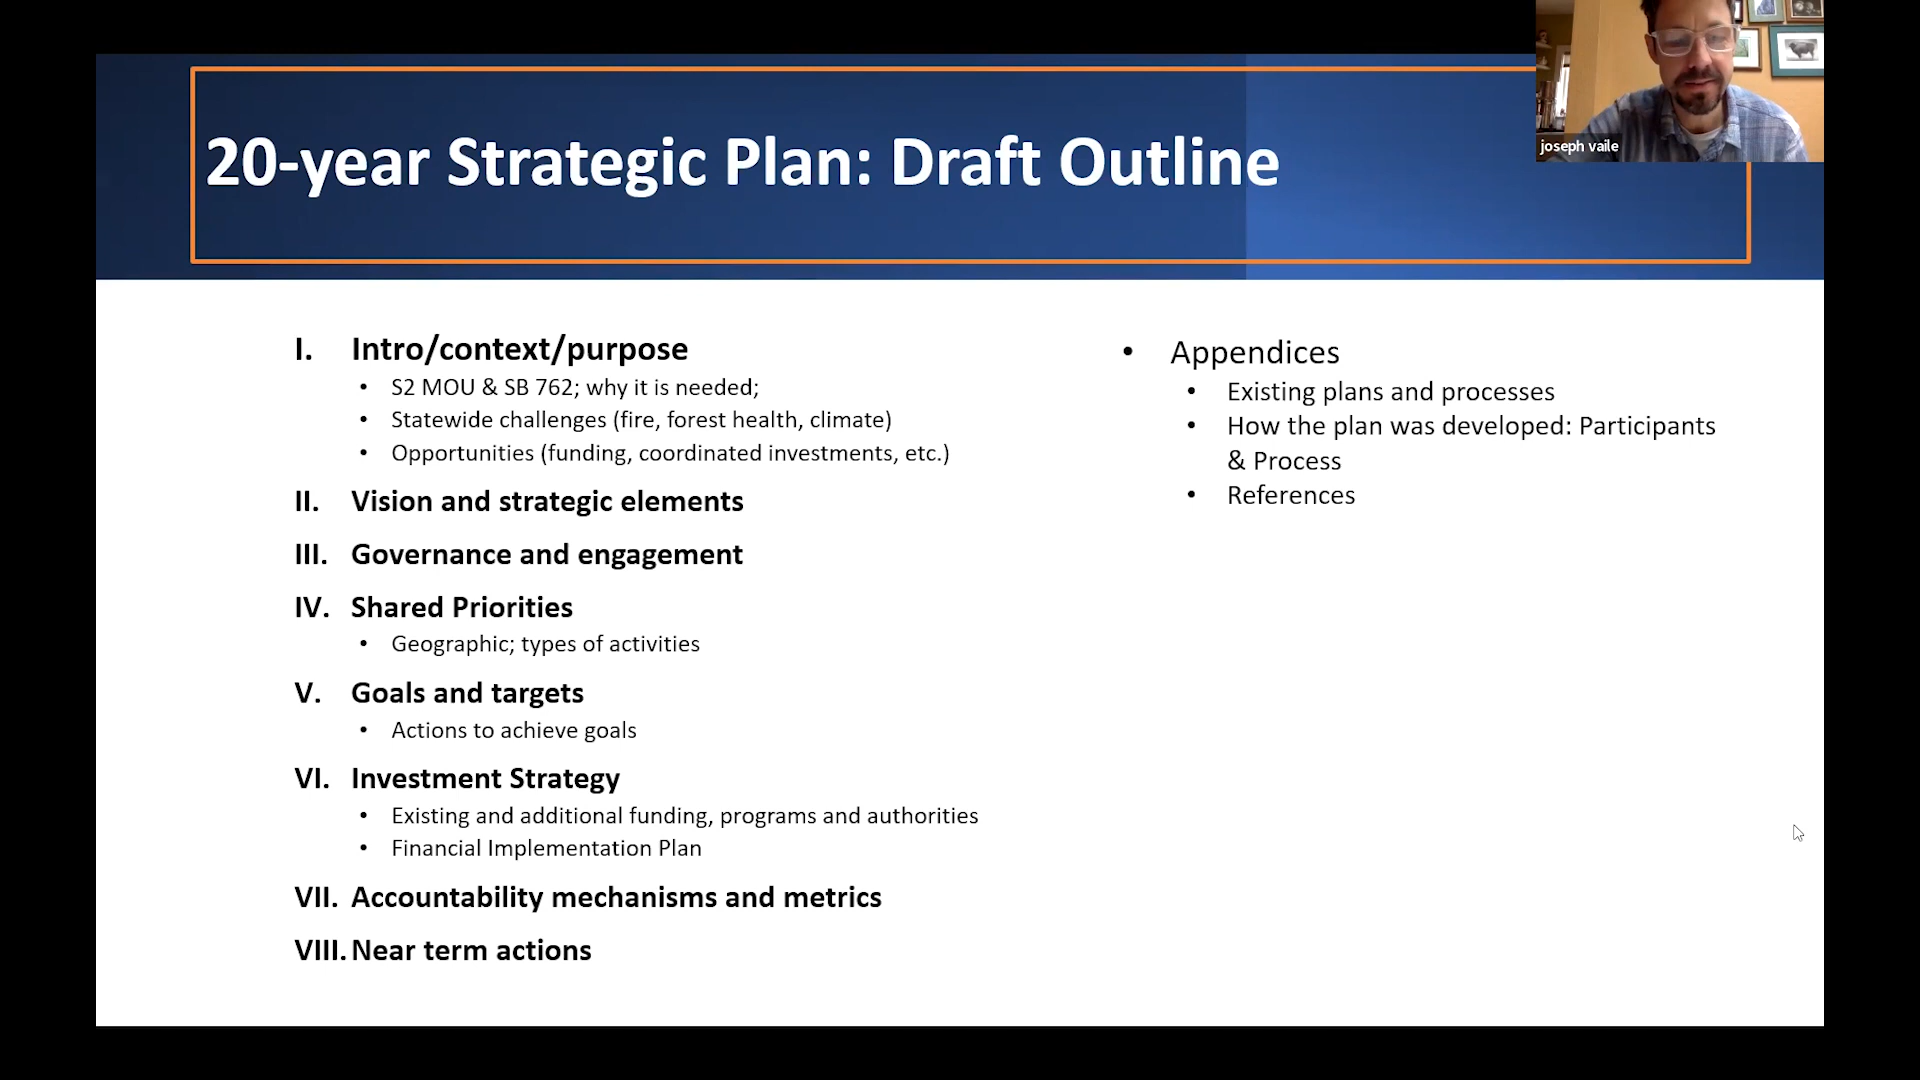 joseph vaile
20-year Strategic Plan: Draft Outline
I. Intro/context/purpose
• S2 MOU & SB 762; why it is needed;
• Statewide challenges (fire, forest health, climate)
• Opportunities (funding, coordinated investments, etc.)
II. Vision and strategic elements
III. Governance and engagement
IV. Shared Priorities
• Geographic; types of activities
V. Goals and targets
• Actions to achieve goals
VI. Investment Strategy
• Existing and additional funding, programs and authorities
• Financial Implementation Plan
VII. Accountability mechanisms and metrics
VIII. Near term actions
• Appendices
• Existing plans and processes
• How the plan was developed: Participants
& Process
• References